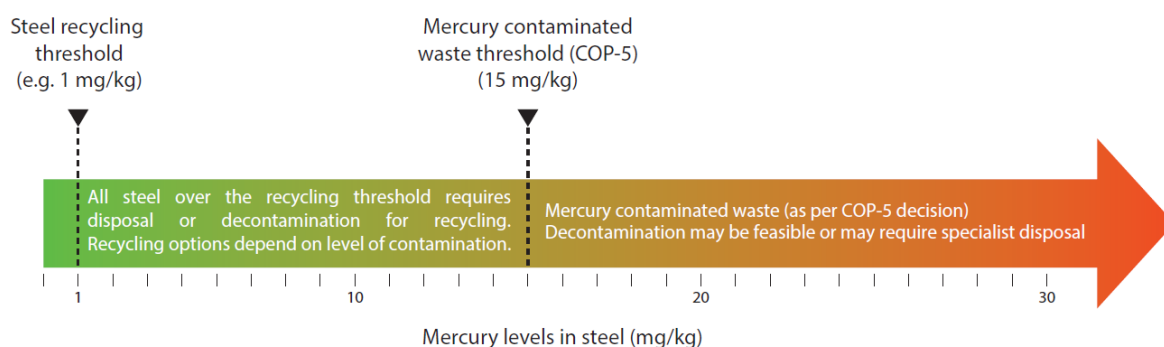 Steel recycling
threshold
(e.g. 1 mg/kg)
Mercury contaminated
waste threshold (COP-5)
(15 mg/kg)
All steel over the recycling threshold requires
disposal or decontamination for recycling.
Recycling options depend on level of contamination.
Mercury contaminated waste (as per COP-5 decision)
Decontamination may be feasible or may require specialist disposal
1 10 20 30
Mercury levels in steel (mg/kg)